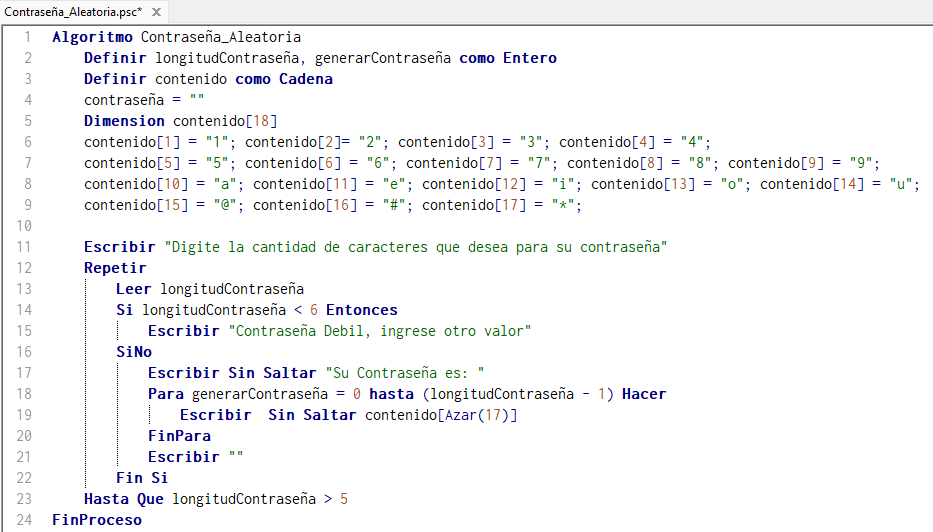 Contraseña_Aleatoria.psc* X
1 Algoritmo Contraseña_Aleatoria
2 Definir longitudContraseña, generarContraseña como Entero
3 Definir contenido como Cadena
4 contraseña = ""
5 Dimension contenido[18]
6 contenido[1] = "1"; contenido[2]= "2"; contenido[3] = "3"; contenido[4] = "4";
7 contenido[5] = "5"; contenido[6] = "6"; contenido[7] = "7"; contenido[8] = "8"; contenido[9] = "9";
8 contenido[10] = "a"; contenido[11] = "e"; contenido[12] = "i"; contenido[13] = "o"; contenido[14] = "u";
9 contenido[15] = "@"; contenido[16] = "#"; contenido[17] = "*";
10
11 Escribir "Digite la cantidad de caracteres que desea para su contraseña"
12 Repetir
13 Leer longitudContraseña
14 Si longitudContraseña < 6 Entonces
15 Escribir "Contraseña Debil, ingrese otro valor"
16 SiNo
17 Escribir Sin Saltar "Su Contraseña es: "
18 Para generarContraseña = 0 hasta (longitudContraseña - 1) Hacer
19 Escribir  Sin Saltar contenido[Azar(17)]
20 FinPara
21 Escribir ""
22 Fin Si
23 Hasta Que longitudContraseña > 5
24 FinProceso